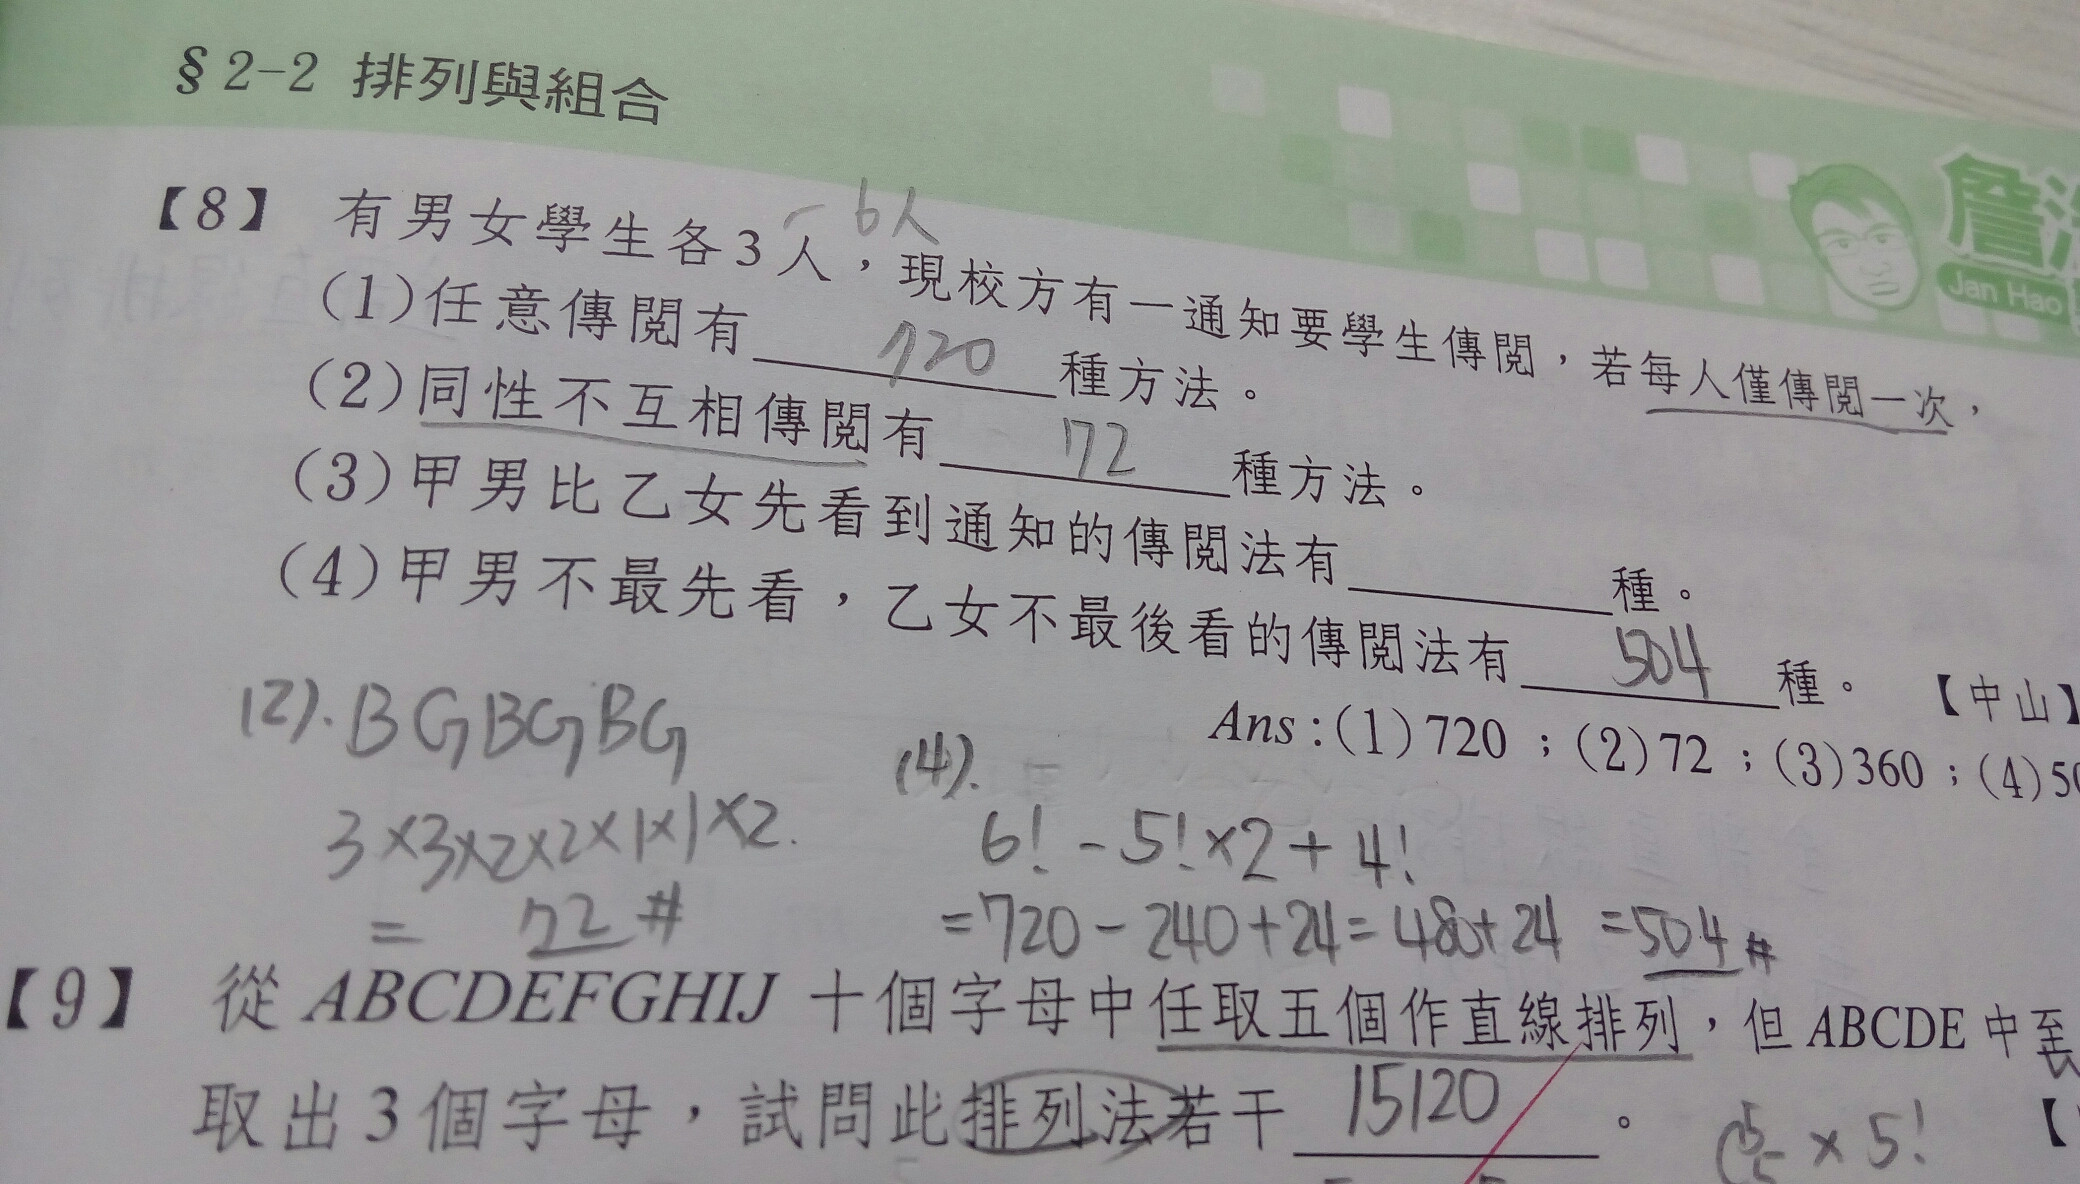 §2-2 排列與組合
詹
Jan Hao
6人
【8】 有男女學生各3人，現校方有一通知要學生傳閱，若每人僅傳閱一次，
(1)任意傳閱有 720 種方法。
(2)同性不互相傳閱有 72 種方法。
(3)甲男比乙女先看到通知的傳閱法有 種。
(4)甲男不最先看，乙女不最後看的傳閱法有 504 種。 【中山】
Ans：(1)720；(2)72；(3)360；(4)50
(2). BGBGBG
3×3×2×2×1×1×2.
= 72 #
(4).
6! - 5!×2 + 4!
=720 - 240 + 24 = 480 + 24 = 504 #
【9】 從 ABCDEFGHIJ 十個字母中任取五個作直線排列，但 ABCDE 中至
取出3個字母，試問此排列法若干 15120 。 【
× 5!